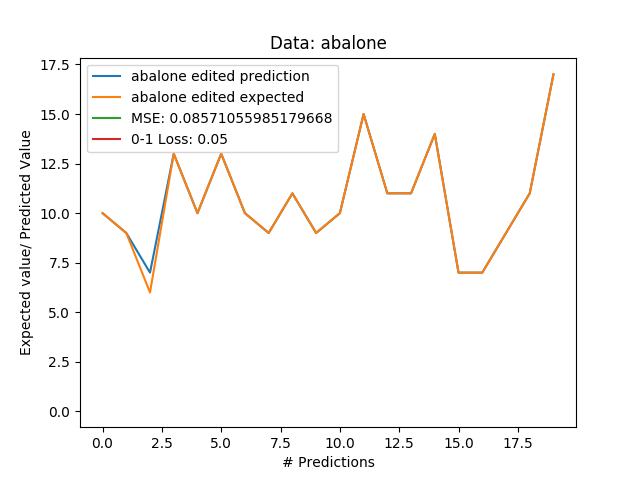 Data: abalone
17.5
15.0
12.5
10.0
7.5
5.0
2.5
0.0
Expected value/ Predicted Value
abalone edited prediction
abalone edited expected
MSE: 0.08571055985179668
0-1 Loss: 0.05
0.0 2.5 5.0 7.5 10.0 12.5 15.0 17.5
# Predictions